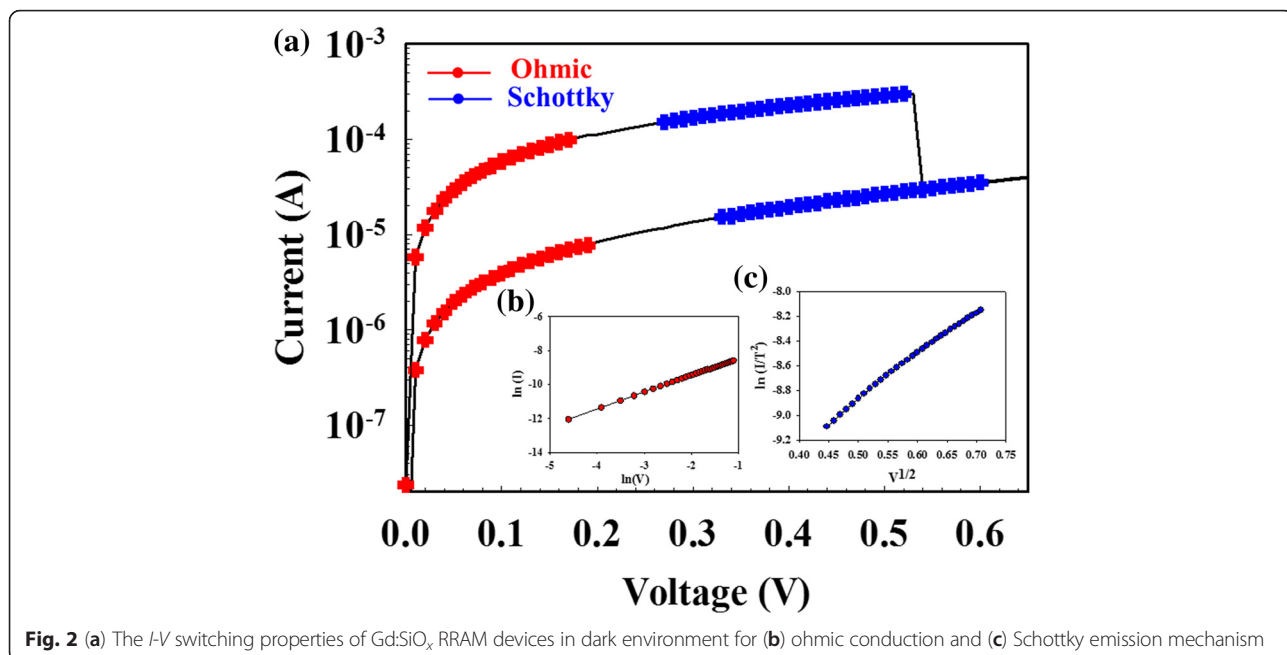 (a)
10^-3
10^-4
10^-5
10^-6
10^-7
Current (A)
Ohmic
Schottky
(b)
-6
-8
-10
-12
-14
ln (I)
-5 -4 -3 -2 -1
ln(V)
(c)
-8.0
-8.2
-8.4
-8.6
-8.8
-9.0
-9.2
ln (I/T^2)
0.40 0.45 0.50 0.55 0.60 0.65 0.70 0.75
V^1/2
0.0 0.1 0.2 0.3 0.4 0.5 0.6
Voltage (V)
Fig. 2 (a) The I-V switching properties of Gd:SiOx RRAM devices in dark environment for (b) ohmic conduction and (c) Schottky emission mechanism